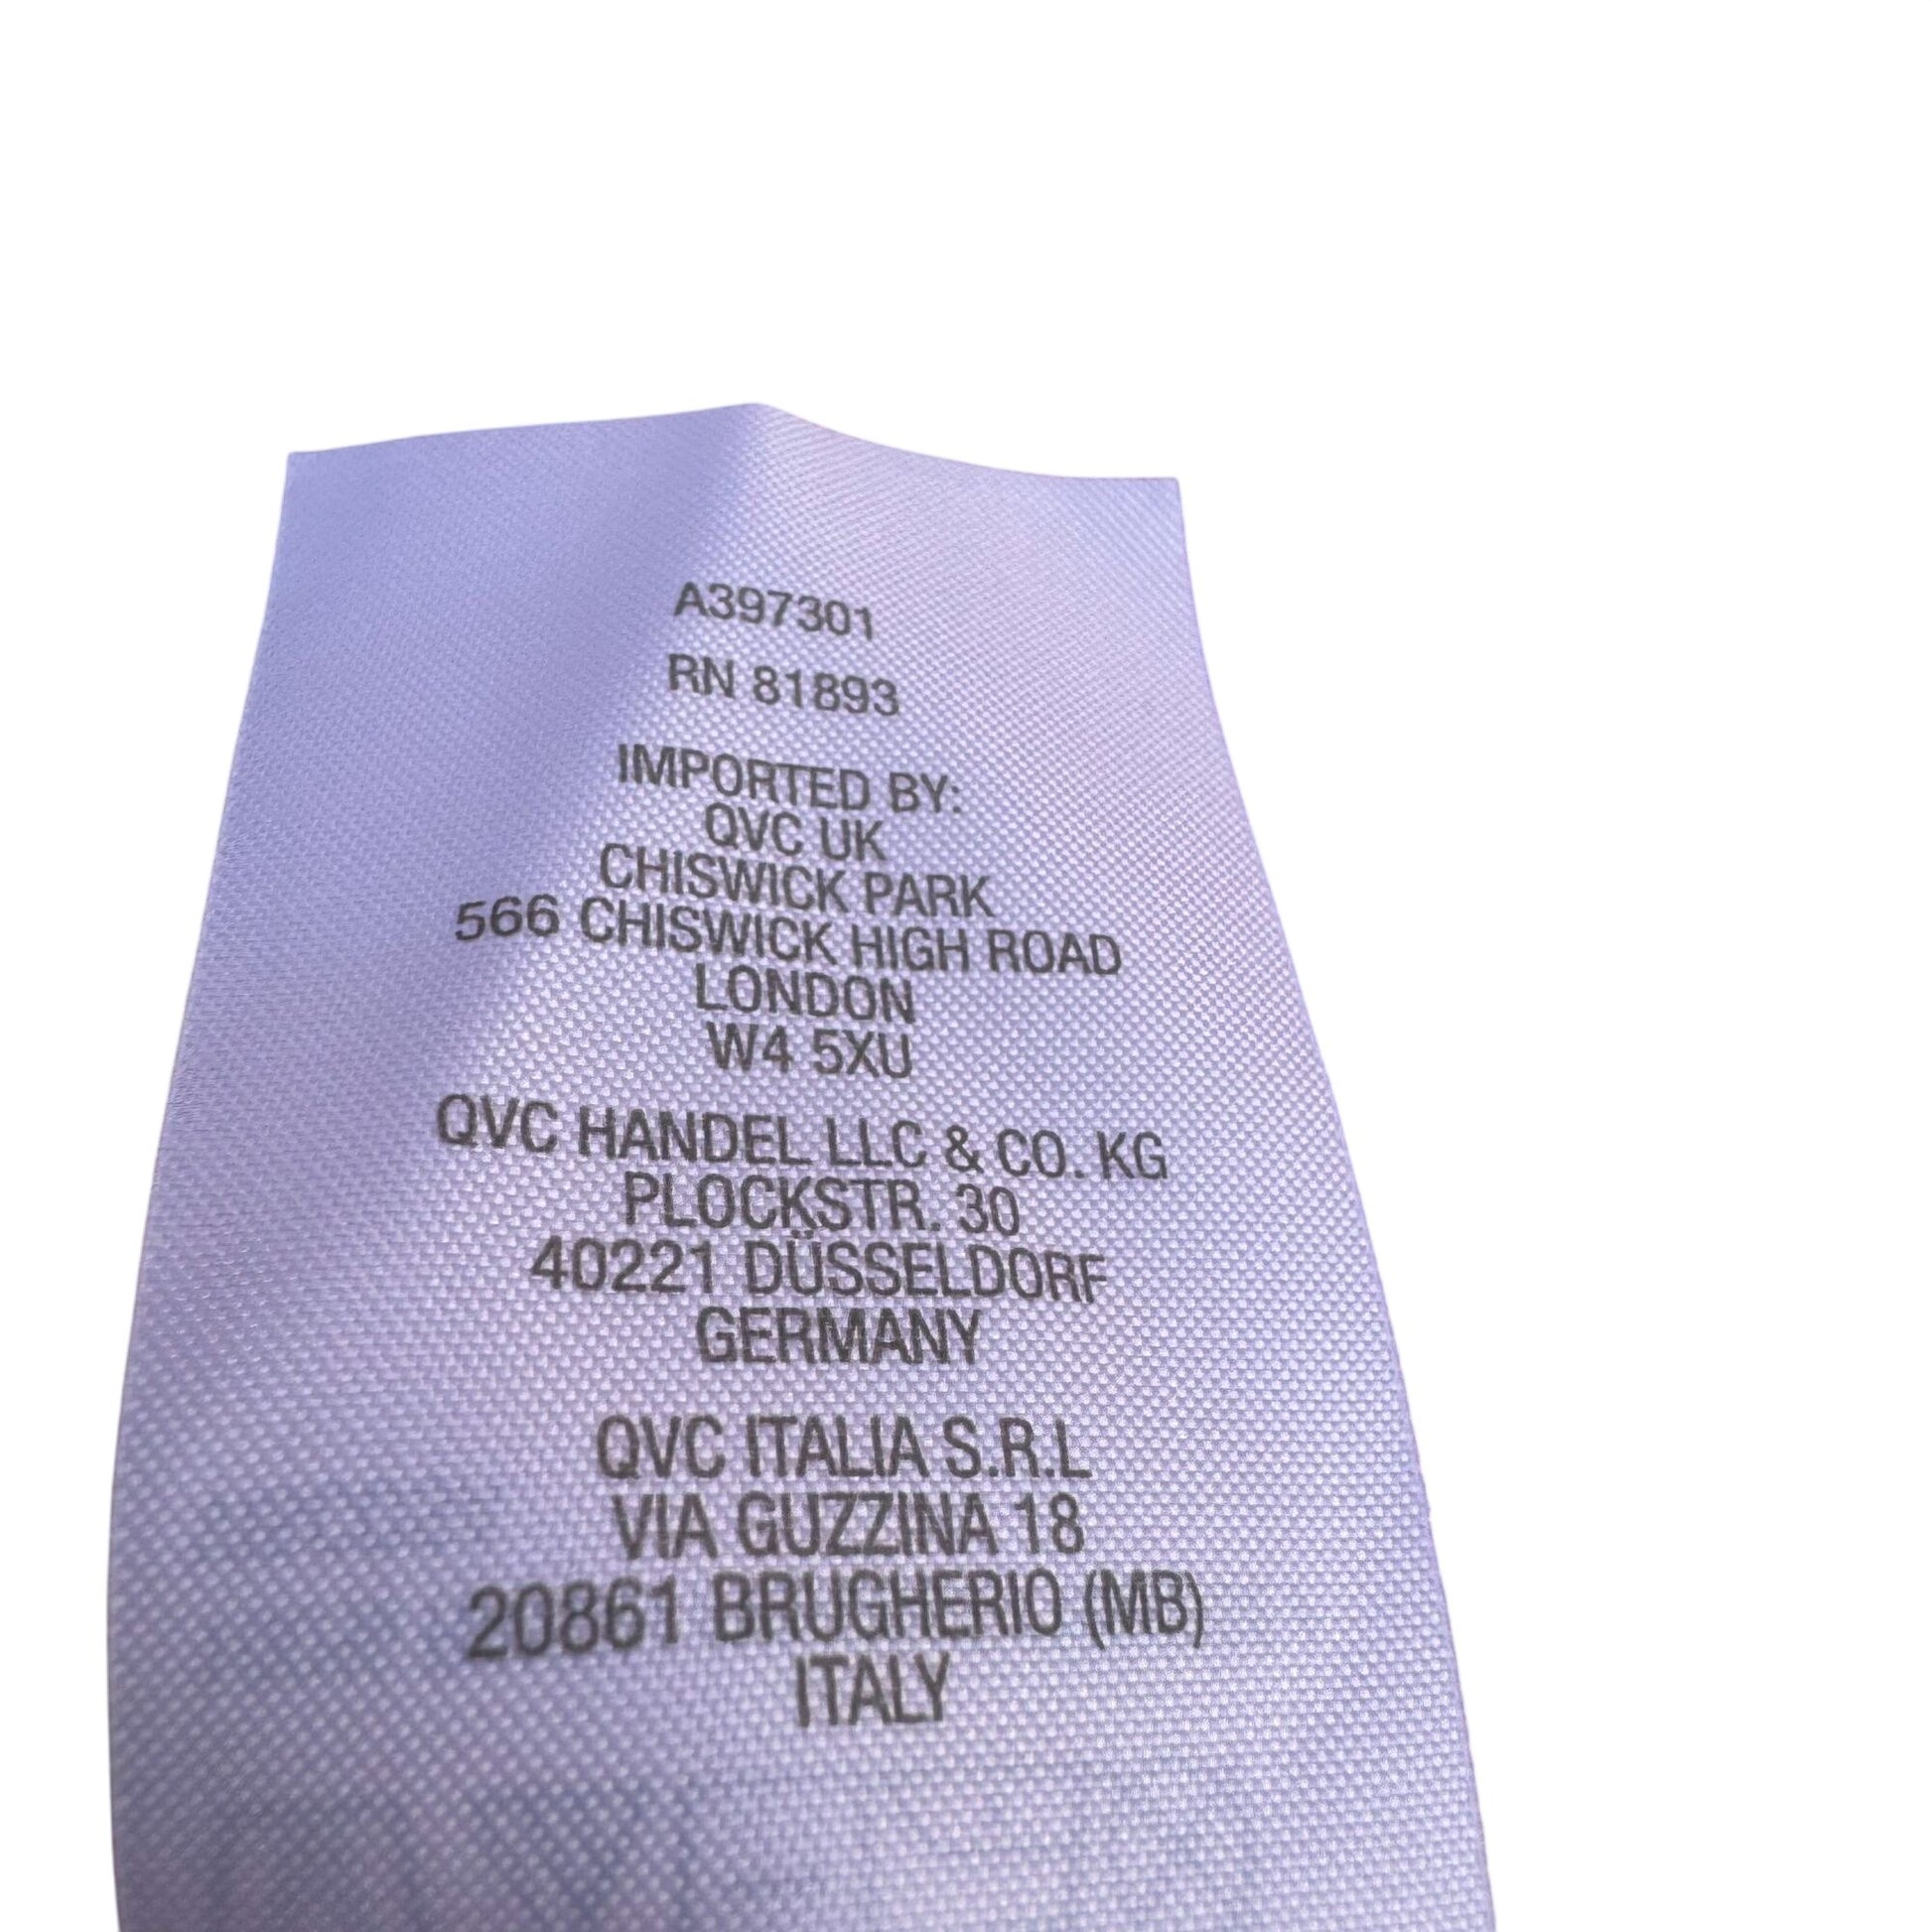 A397301
RN 81893
IMPORTED BY:
QVC UK
CHISWICK PARK
566 CHISWICK HIGH ROAD
LONDON
W4 5XU
QVC HANDEL LLC & CO. KG
PLOCKSTR. 30
40221 DÜSSELDORF
GERMANY
QVC ITALIA S.R.L
VIA GUZZINA 18
20861 BRUGHERIO (MB)
ITALY